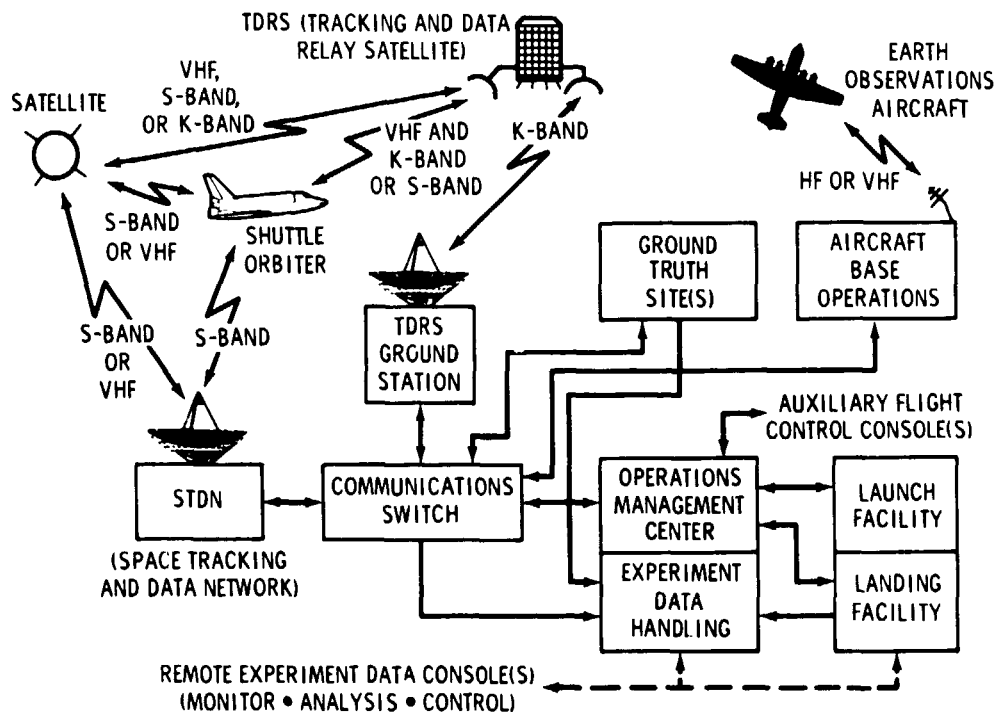 TDRS (TRACKING AND DATA
RELAY SATELLITE)
EARTH
OBSERVATIONS
AIRCRAFT
VHF,
S-BAND,
OR K-BAND
SATELLITE
VHF AND
K-BAND
OR S-BAND
K-BAND
HF OR VHF
S-BAND
OR VHF
SHUTTLE
ORBITER
GROUND
TRUTH
SITE(S)
AIRCRAFT
BASE
OPERATIONS
S-BAND
OR
VHF
S-BAND
TDRS
GROUND
STATION
AUXILIARY FLIGHT
CONTROL CONSOLE(S)
STDN
(SPACE TRACKING
AND DATA NETWORK)
COMMUNICATIONS
SWITCH
OPERATIONS
MANAGEMENT
CENTER
LAUNCH
FACILITY
EXPERIMENT
DATA
HANDLING
LANDING
FACILITY
REMOTE EXPERIMENT DATA CONSOLE(S)
(MONITOR • ANALYSIS • CONTROL)